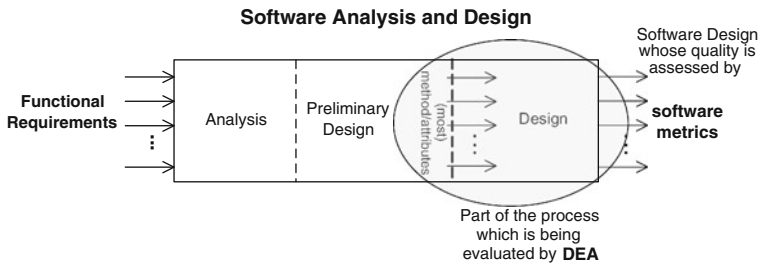 Software Analysis and Design
Software Design
whose quality is
assessed by
software
metrics
Functional
Requirements
Analysis
Preliminary
Design
(most)
method/attributes
Design
Part of the process
which is being
evaluated by DEA